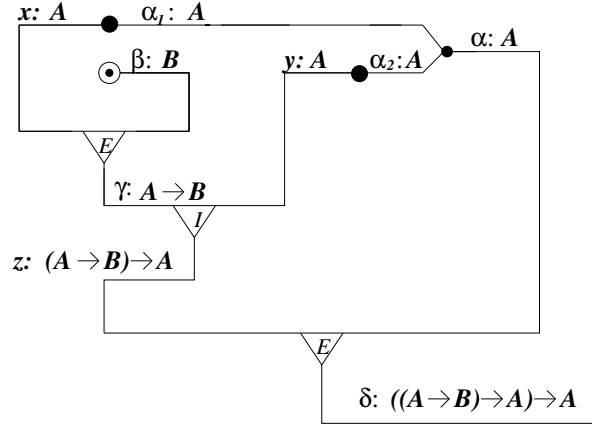 x: A α₁: A α: A
β: B y: A α₂: A
E
γ: A → B
I
z: (A → B) → A
E
δ: ((A → B) → A) → A